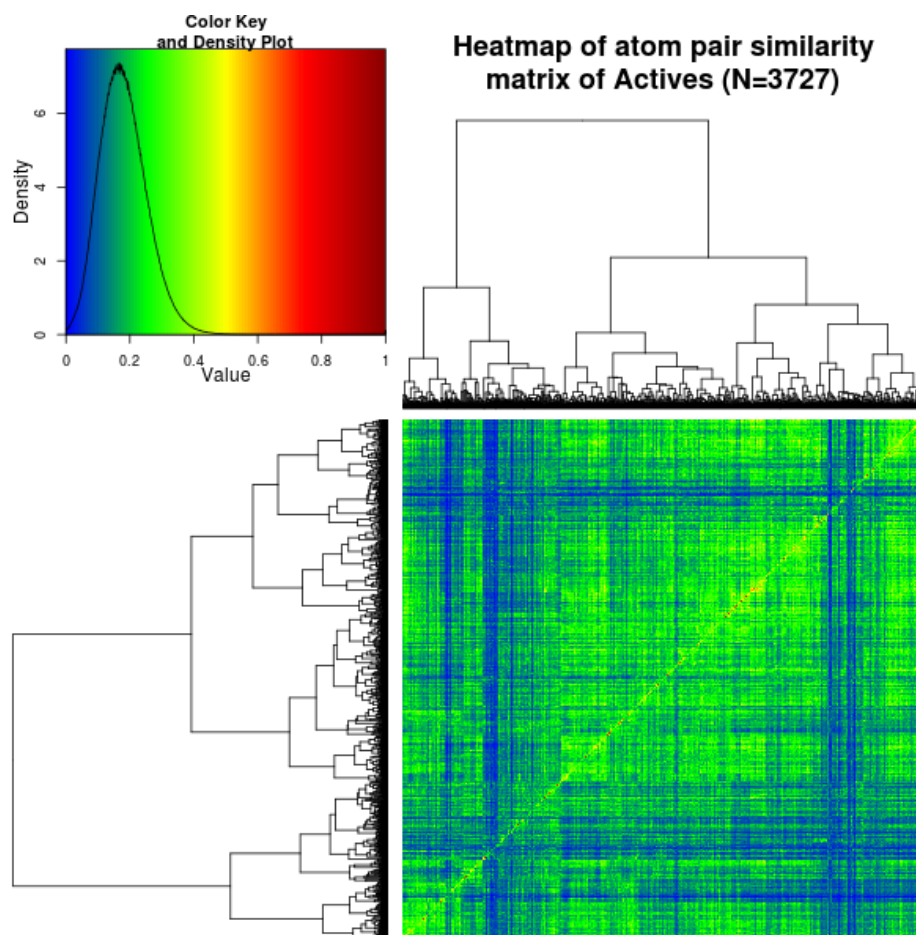 Color Key
and Density Plot
Heatmap of atom pair similarity
matrix of Actives (N=3727)
Density
6
4
2
0
0 0.2 0.4 0.6 0.8 1
Value